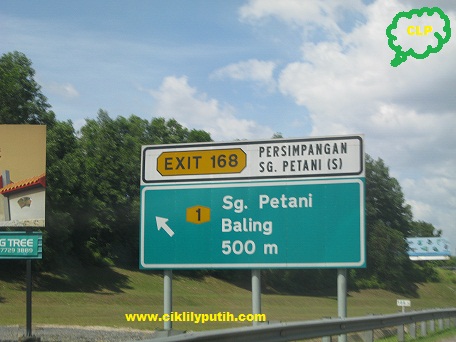 CLP
EXIT 168
PERSIMPANGAN
SG. PETANI (S)
1
Sg. Petani
Baling
500 m
G TREE
www.ciklilyputih.com